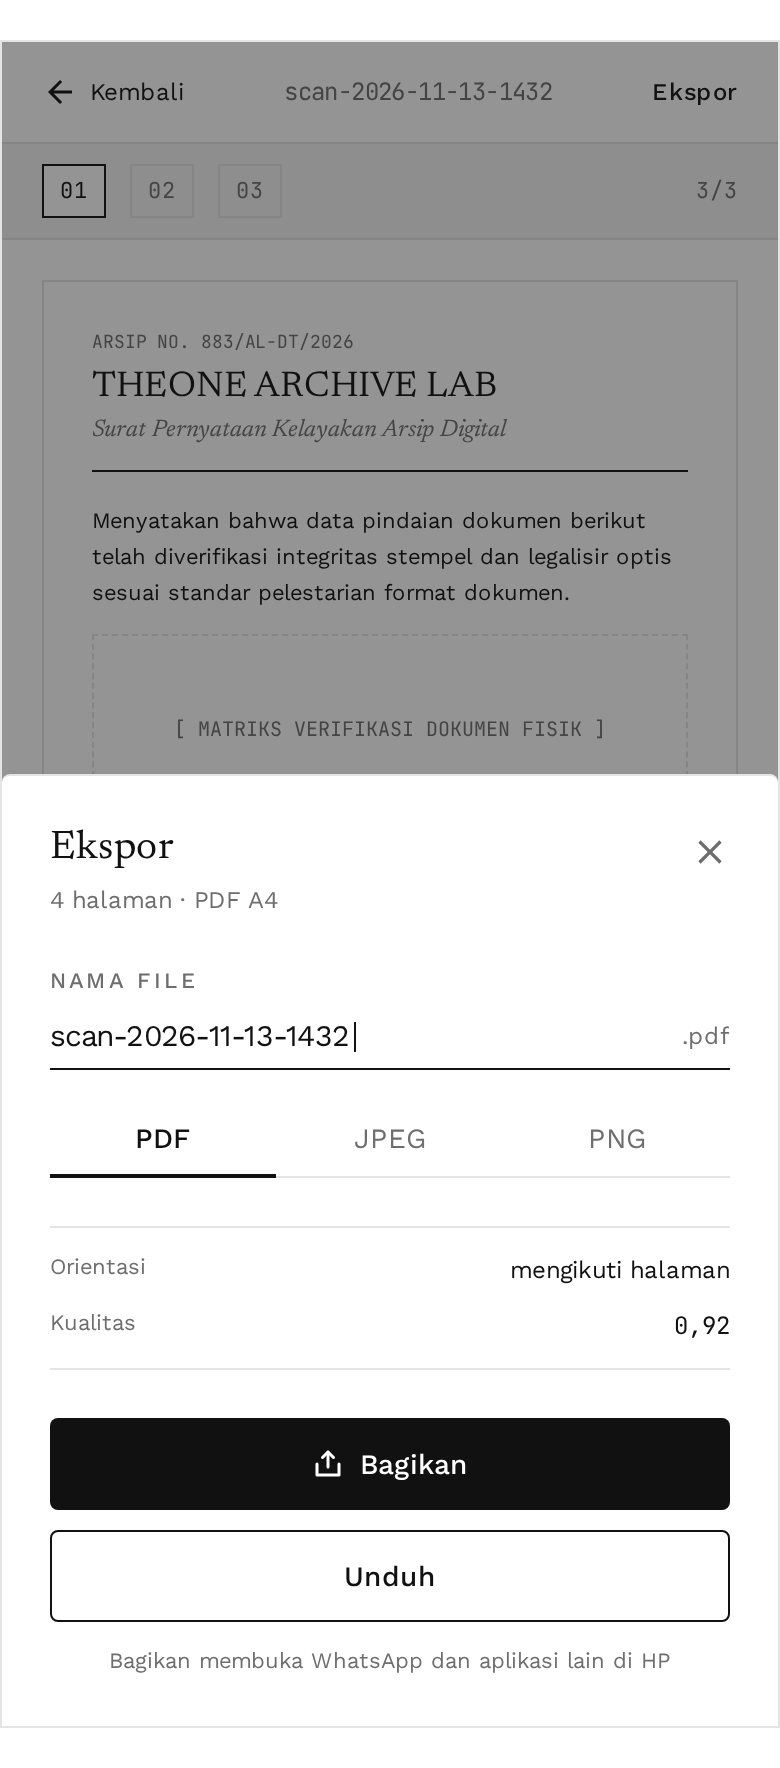 Kembali
scan-2026-11-13-1432
Ekspor
01
02
03
3/3
ARSIP NO. 883/AL-DT/2026
THEONE ARCHIVE LAB
Surat Pernyataan Kelayakan Arsip Digital
Menyatakan bahwa data pindaian dokumen berikut
telah diverifikasi integritas stempel dan legalisir optis
sesuai standar pelestarian format dokumen.
[ MATRIKS VERIFIKASI DOKUMEN FISIK ]
Ekspor
4 halaman · PDF A4
NAMA FILE
scan-2026-11-13-1432
.pdf
PDF
JPEG
PNG
Orientasi
mengikuti halaman
Kualitas
0,92
Bagikan
Unduh
Bagikan membuka WhatsApp dan aplikasi lain di HP